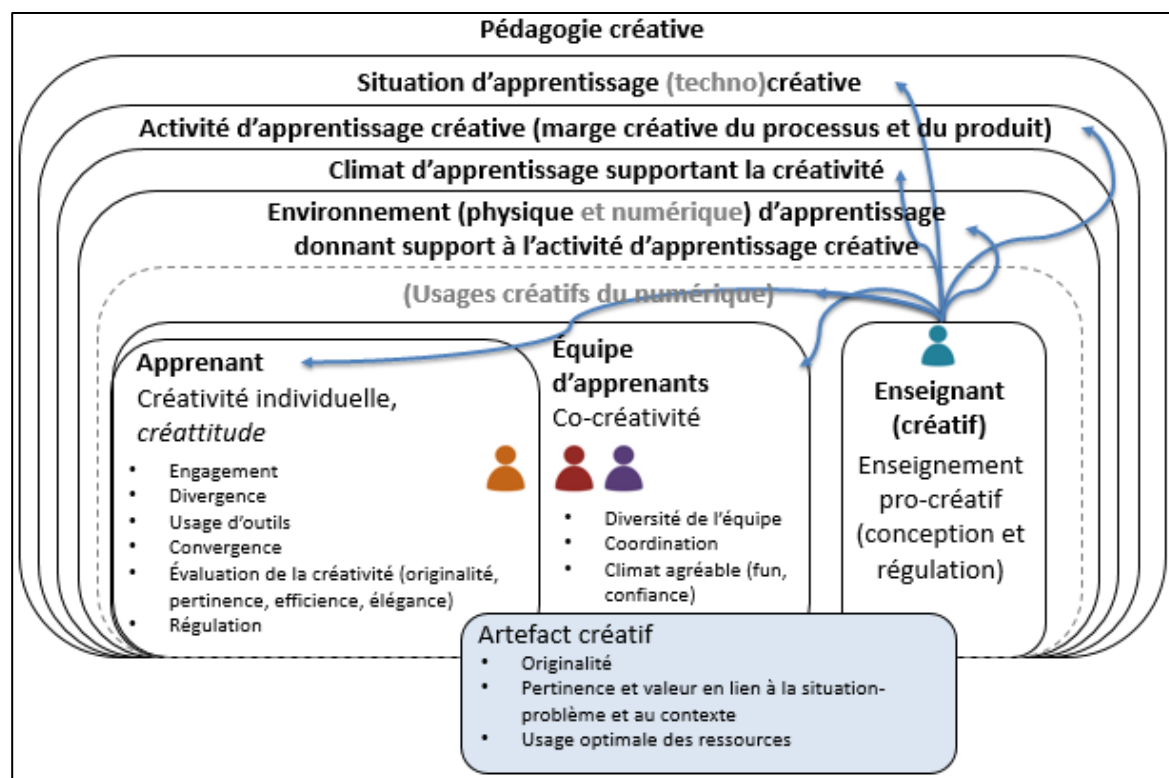 Pédagogie créative
Situation d’apprentissage (techno)créative
Activité d’apprentissage créative (marge créative du processus et du produit)
Climat d’apprentissage supportant la créativité
Environnement (physique et numérique) d’apprentissage
donnant support à l’activité d’apprentissage créative
(Usages créatifs du numérique)
Apprenant
Créativité individuelle,
créattitude
• Engagement
• Divergence
• Usage d’outils
• Convergence
• Évaluation de la créativité (originalité,
pertinence, efficience, élégance)
• Régulation
Équipe
d’apprenants
Co-créativité
• Diversité de l’équipe
• Coordination
• Climat agréable (fun,
confiance)
Enseignant
(créatif)
Enseignement
pro-créatif
(conception et
régulation)
Artefact créatif
• Originalité
• Pertinence et valeur en lien à la situation-
problème et au contexte
• Usage optimale des ressources